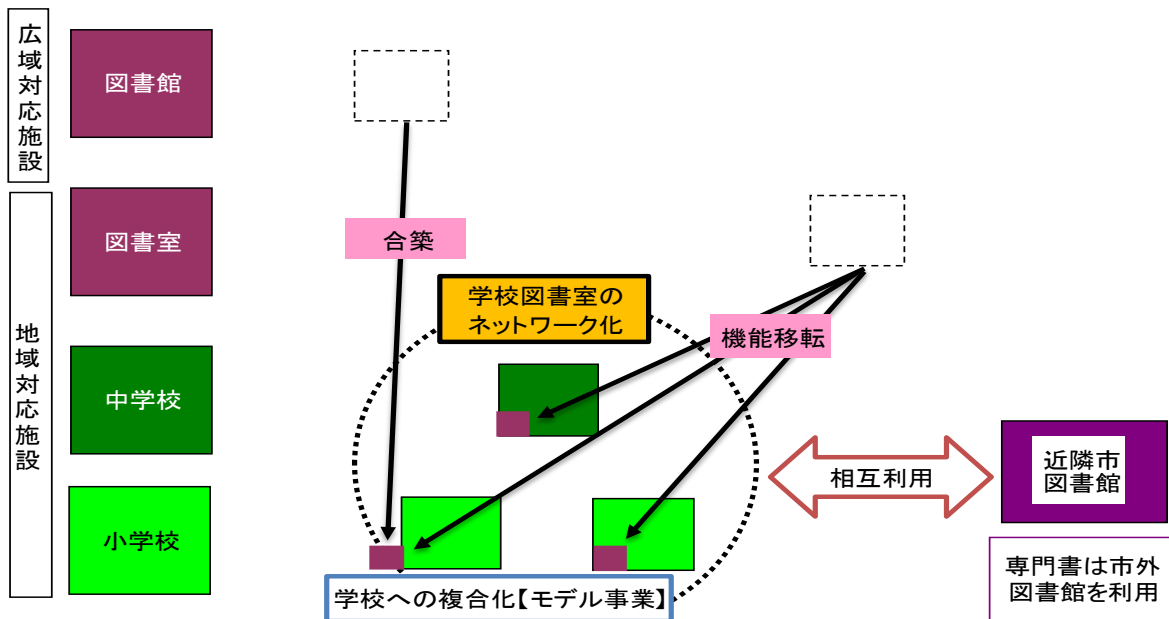 広域対応施設
図書館
図書室
合築
学校図書室の
ネットワーク化
機能移転
地域対応施設
中学校
小学校
相互利用
近隣市
図書館
学校への複合化【モデル事業】
専門書は市外
図書館を利用